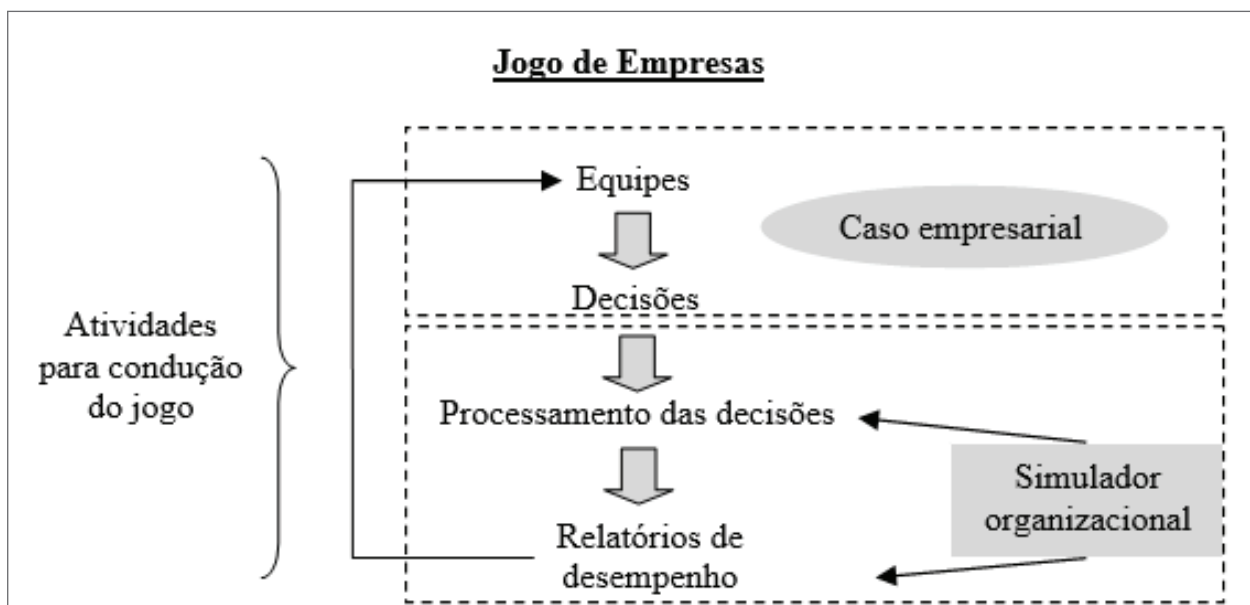 Jogo de Empresas
Equipes
Caso empresarial
Decisões
Atividades
para condução
do jogo
Processamento das decisões
Simulador
organizacional
Relatórios de
desempenho